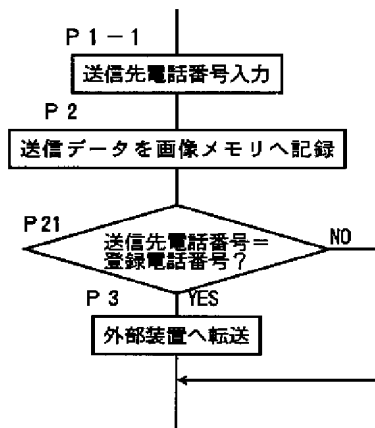 P1-1
送信先電話番号入力
P2
送信データを画像メモリへ記録
P21
送信先電話番号=
登録電話番号?
NO
P3
YES
外部装置へ転送